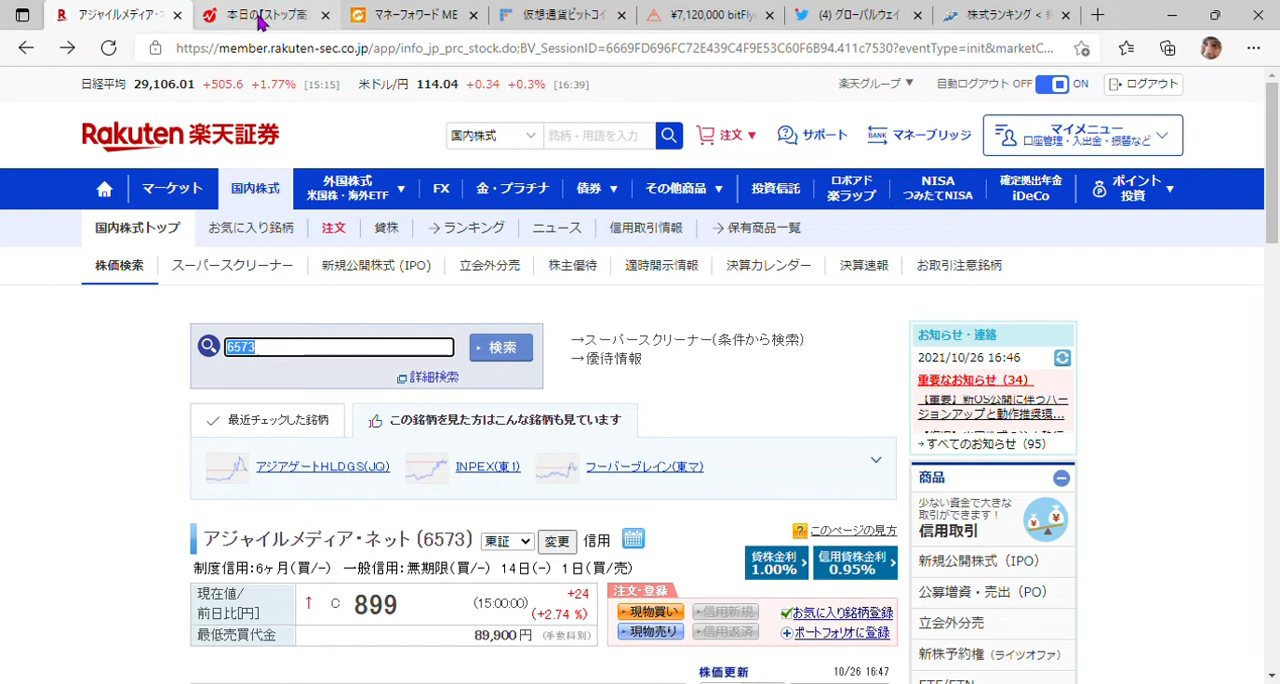 アジャイルメディア・ネ
本日の【ストップ高
マネーフォワード ME
仮想通貨ビットコイ
¥7,120,000 bitFly
(4) グローバルウェイ
株式ランキング <
https://member.rakuten-sec.co.jp/app/info_jp_prc_stock.do;BV_SessionID=6669FD696FC72E439C4F9E53C60F6B94.411c7530?eventType=init&marketC...
日経平均 29,106.01 +505.6 +1.77% [15:15] 米ドル/円 114.04 +0.34 +0.3% [16:39] 楽天グループ ▼ 自動ログアウト OFF ON ログアウト
Rakuten 楽天証券
国内株式 銘柄・用語を入力
注文 ▼ サポート BANK マネーブリッジ
マイメニュー
口座管理・入出金・振替など
マーケット 国内株式
外国株式
米国株・海外ETF ▼
FX 金・プラチナ 債券 ▼ その他商品 ▼ 投資信託
ロボアド
楽ラップ
NISA
つみたてNISA
確定拠出年金
iDeCo
ポイント
投資 ▼
国内株式トップ お気に入り銘柄 注文 貸株 →ランキング ニュース 信用取引情報 →保有商品一覧
株価検索 スーパースクリーナー 新規公開株式 (IPO) 立会外分売 株主優待 適時開示情報 決算カレンダー 決算速報 お取引注意銘柄
6573 検索
詳細検索
→スーパースクリーナー(条件から検索)
→優待情報
お知らせ・連絡
2021/10/26 16:46
重要なお知らせ（34）
【重要】新OS公開に伴うバー
ジョンアップと動作推奨環...
すべてのお知らせ（95）
最近チェックした銘柄 この銘柄を見た方はこんな銘柄も見ています
アジアゲートHLDGS(JQ) INPEX(東1) フーバーブレイン(東マ)
商品
少ない資金で大きな
取引ができます！
信用取引
新規公開株式（IPO）
公募増資・売出（PO）
立会外分売
新株予約権（ライツオファ）
ETF/ETN
? このページの見方
アジャイルメディア・ネット (6573) 東証 変更 信用
貸株金利
1.00%
信用貸株金利
0.95%
制度信用:6ヶ月(買/-) 一般信用:無期限(買/-) 14日(-) 1日(買/売)
現在値/
前日比[円]
↑ C 899 (15:00:00) +24
(+2.74 %)
最低売買代金 89,900 円 (手数料別)
注文・登録
現物買い 信用新規 お気に入り銘柄登録
現物売り 信用返済 ポートフォリオに登録
株価更新 10/26 16:47